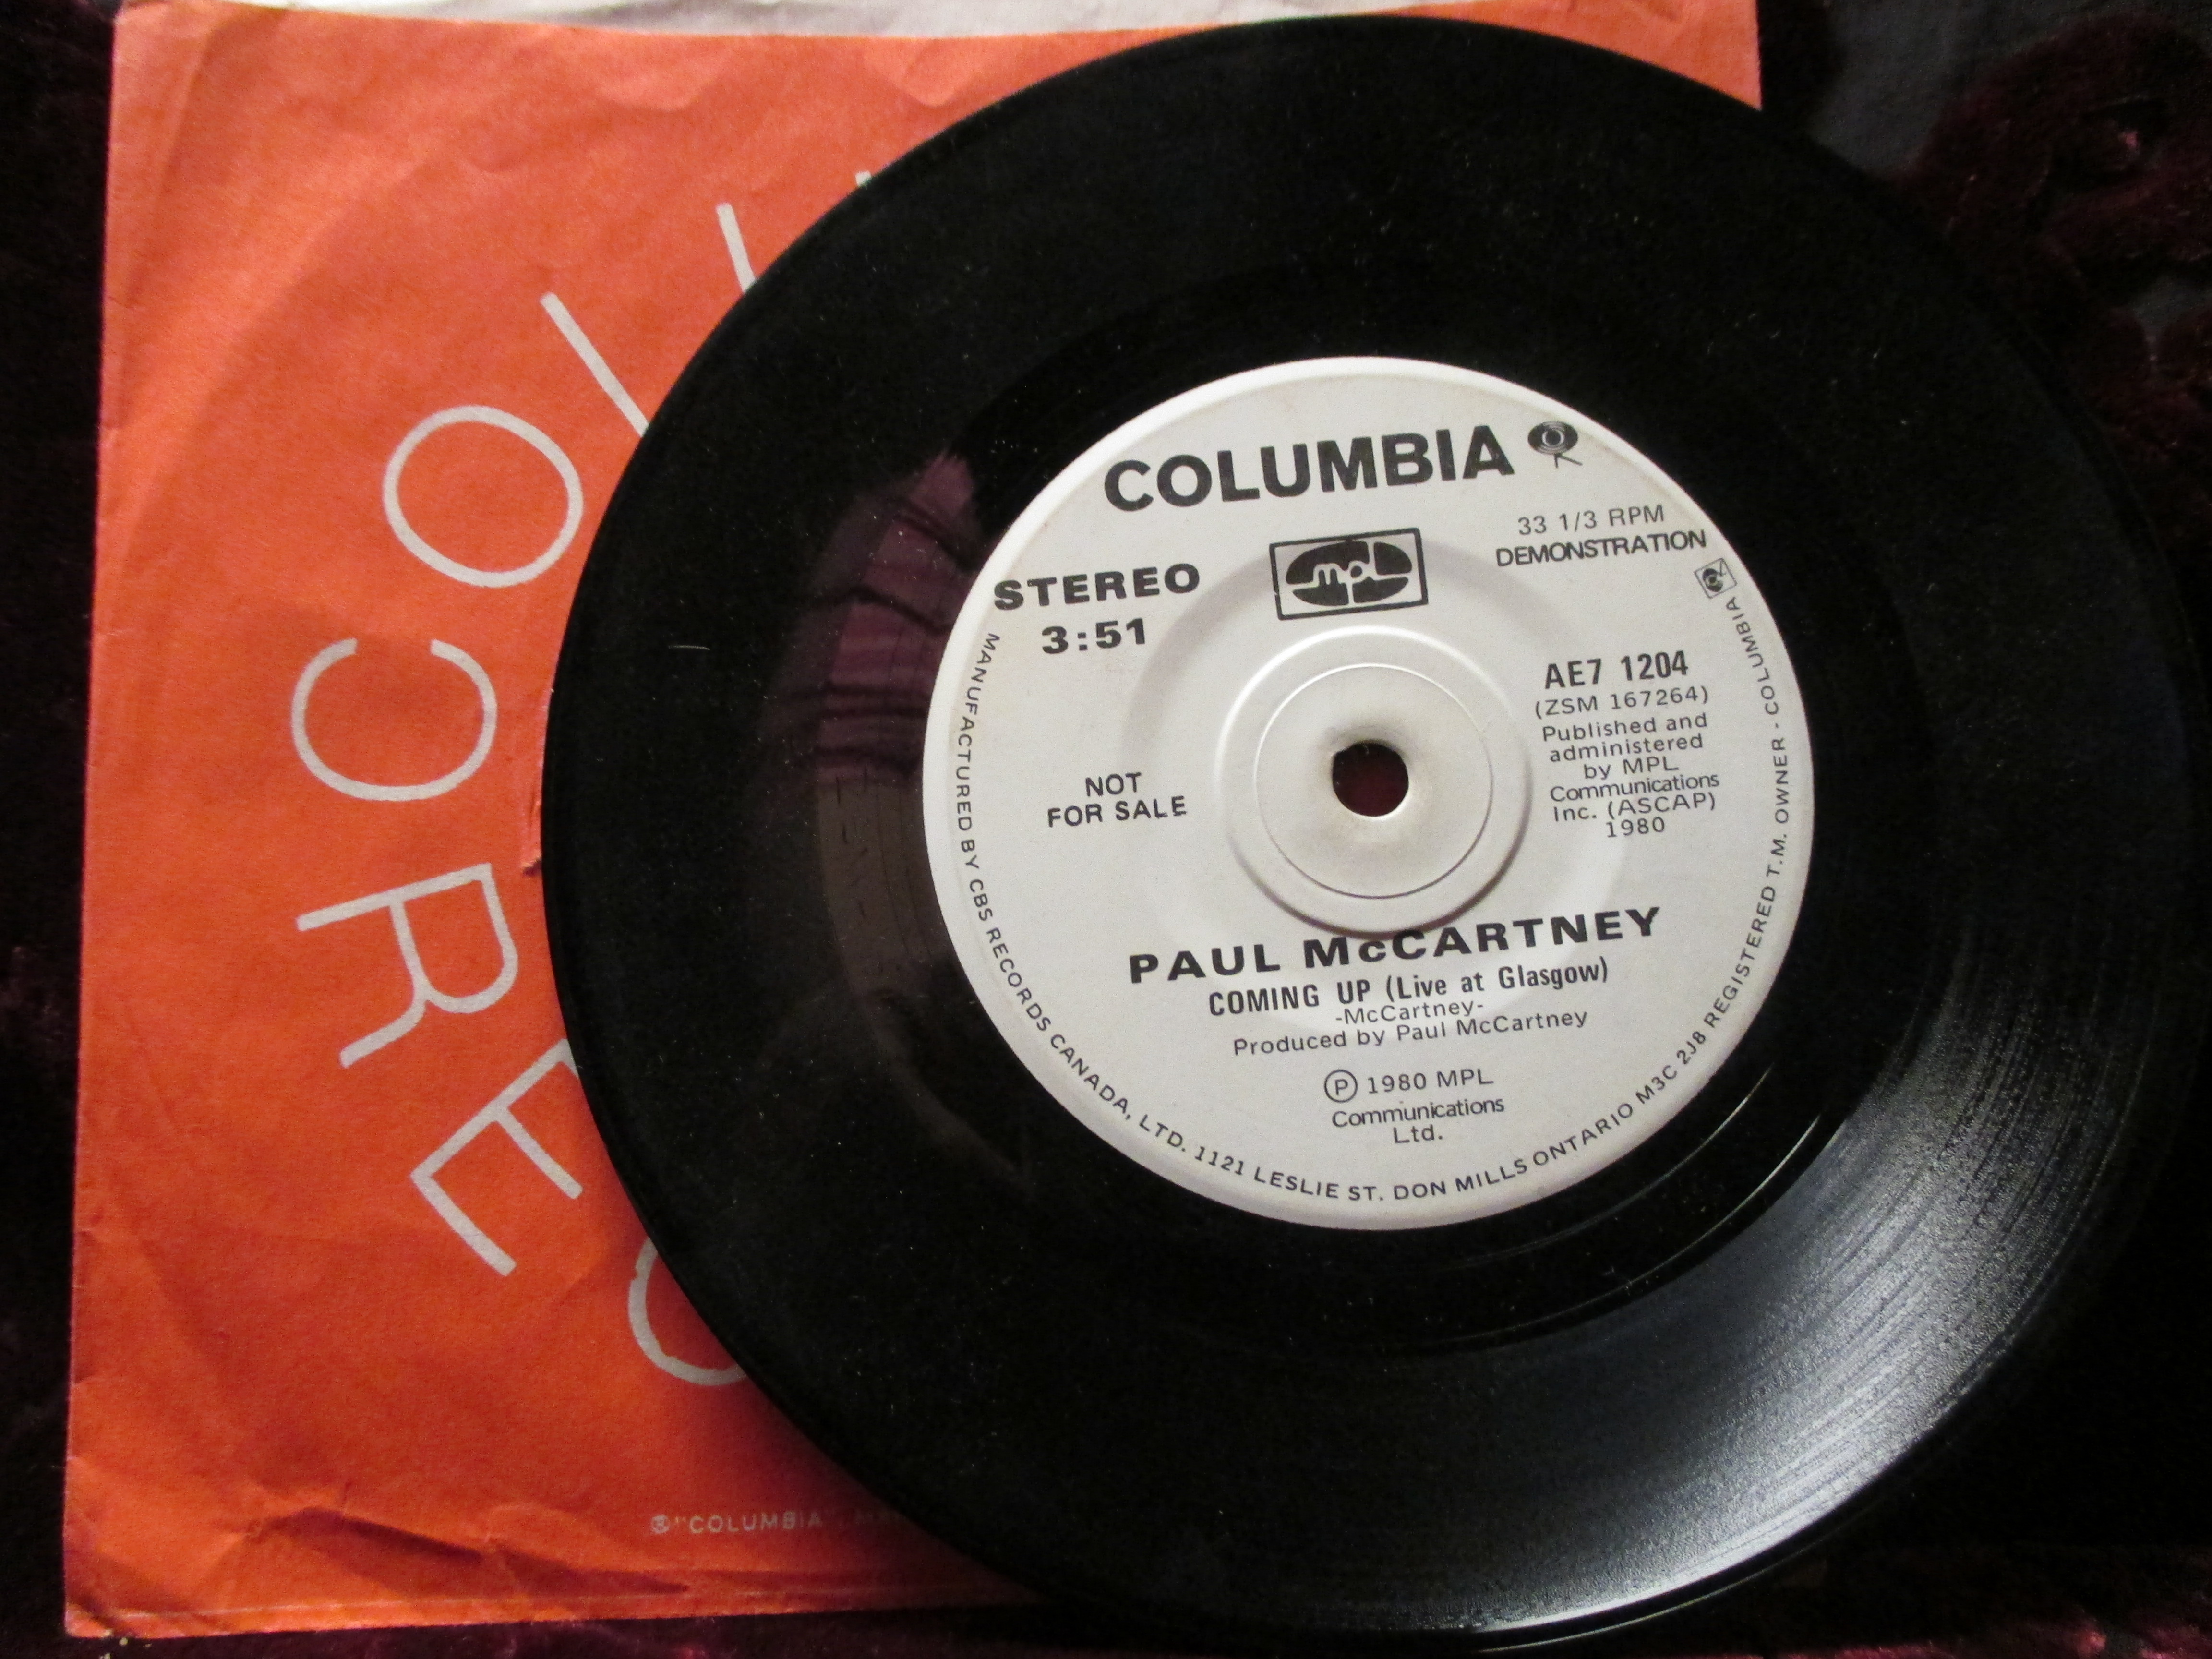 COLUMBIA
mpl
33 1/3 RPM
DEMONSTRATION
STEREO
3:51
AE7 1204
(ZSM 167264)
Published and
administered
by MPL
Communications
Inc. (ASCAP)
1980
NOT
FOR SALE
PAUL McCARTNEY
COMING UP (Live at Glasgow)
-McCartney-
Produced by Paul McCartney
Ⓟ 1980 MPL
Communications
Ltd.
MANUFACTURED BY CBS RECORDS CANADA, LTD. 1121 LESLIE ST. DON MILLS ONTARIO M3C 2J8 REGISTERED T.M. OWNER - COLUMBIA
RECO
"COLUMBIA"